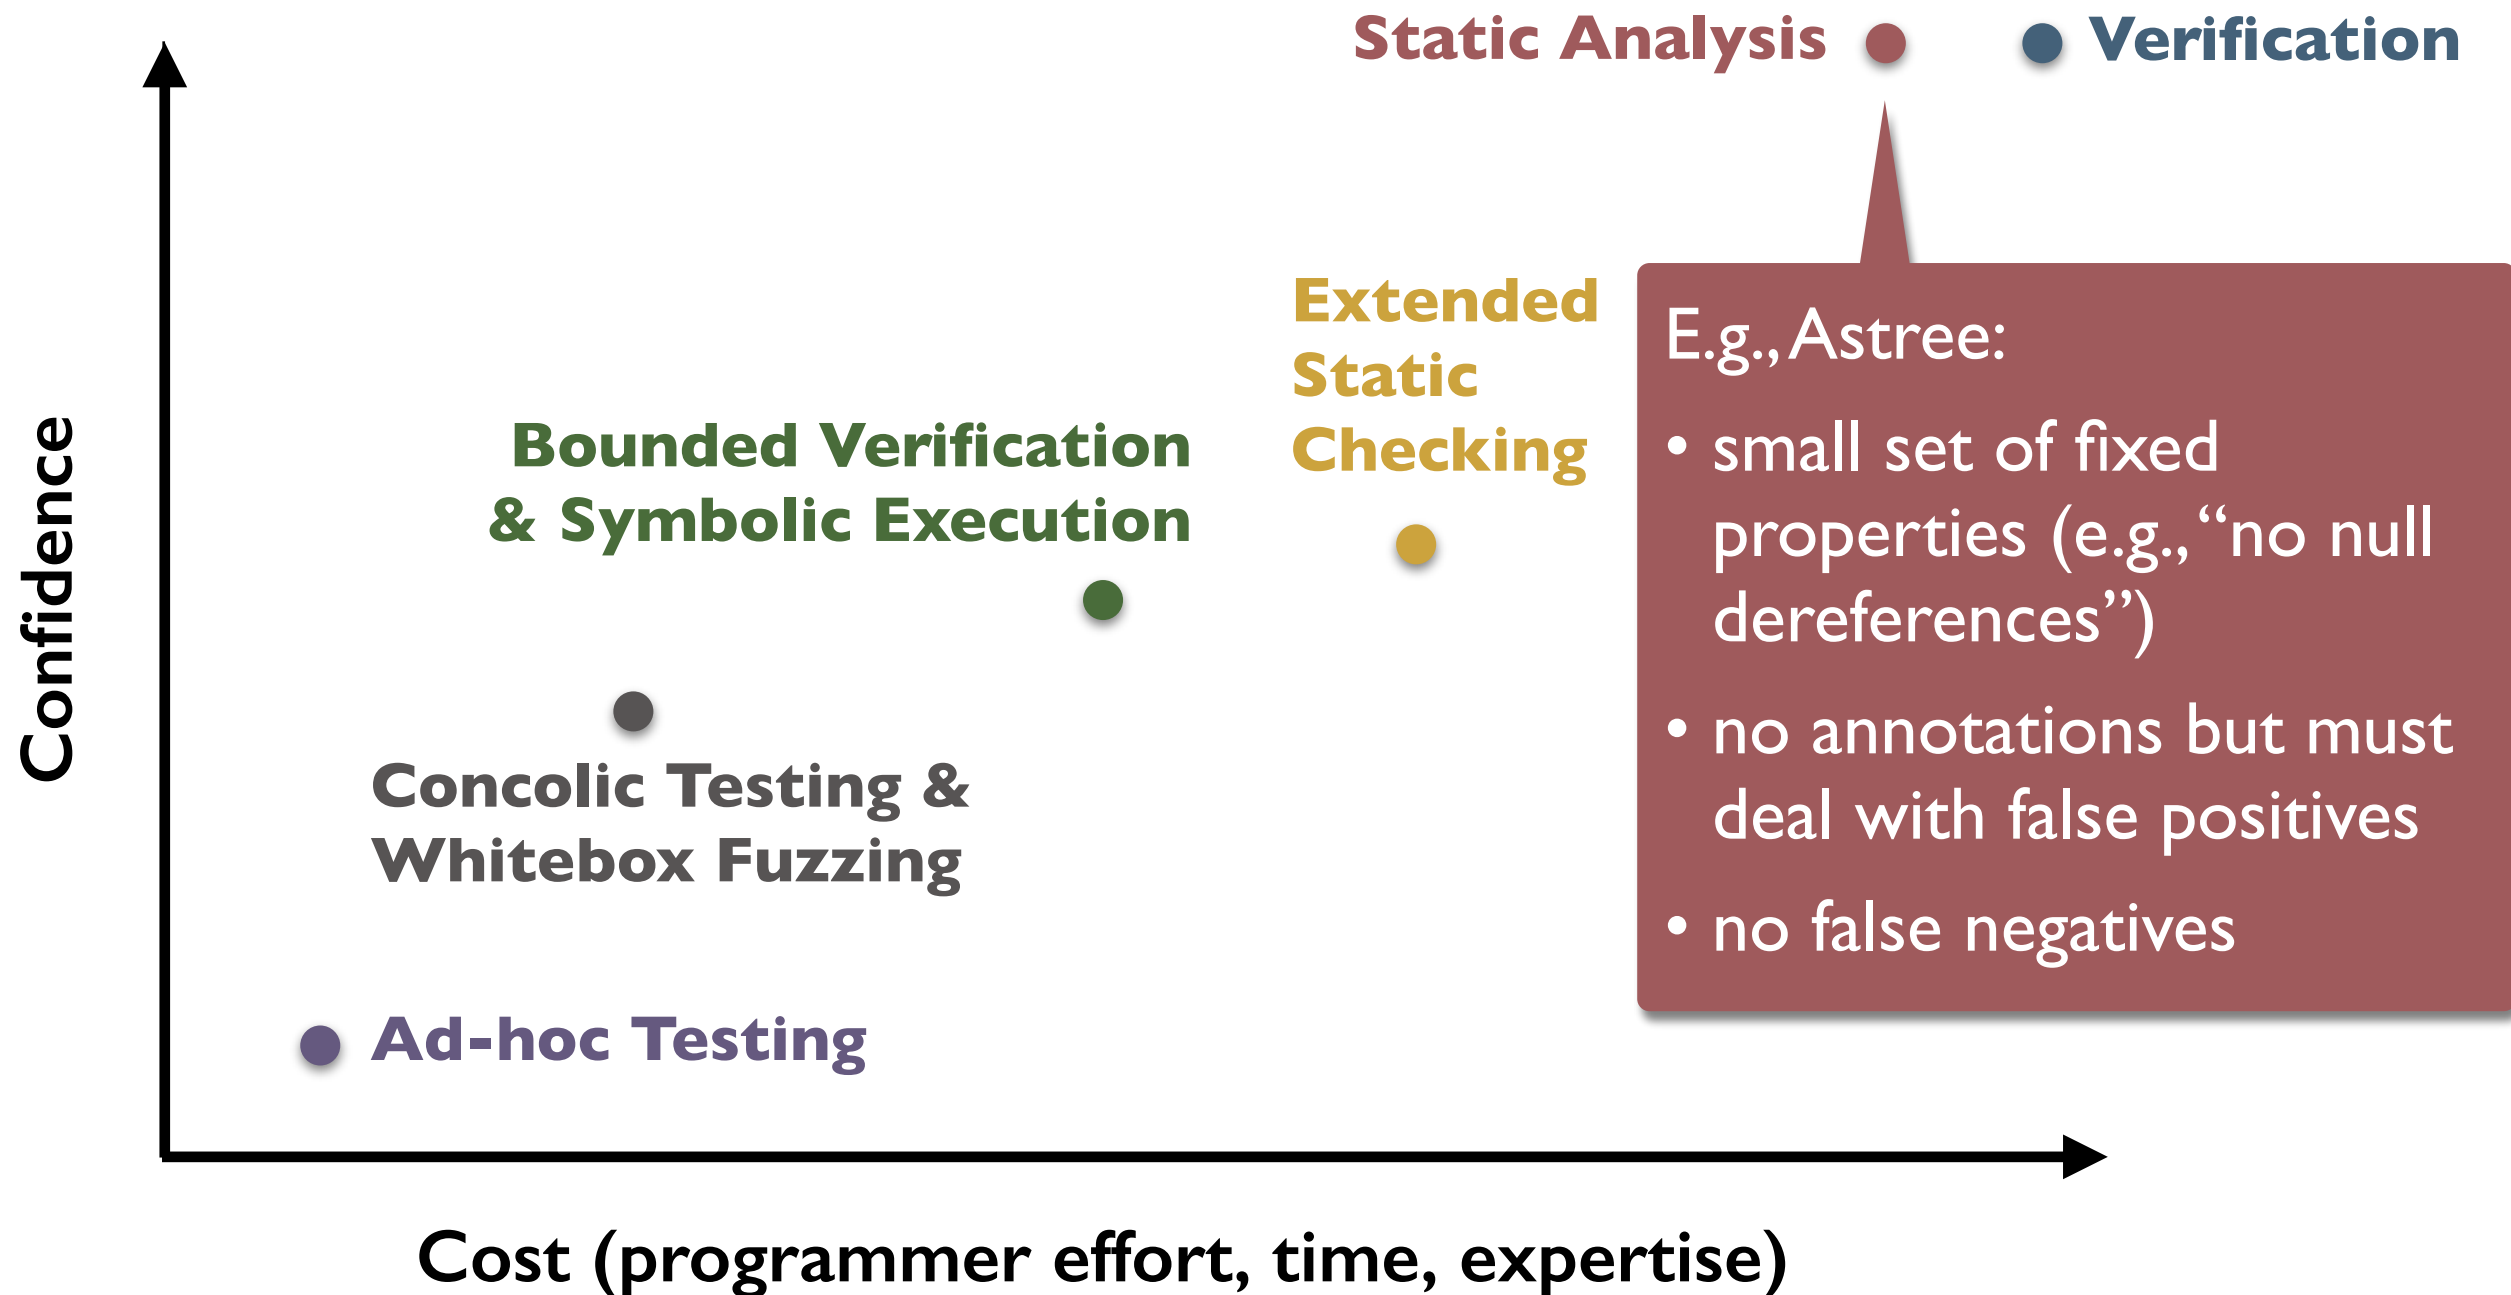 Static Analysis
Verification
Extended
Static
Checking
E.g., Astree:
• small set of fixed
properties (e.g., “no null
dereferences”)
• no annotations but must
deal with false positives
• no false negatives
Bounded Verification
& Symbolic Execution
Confidence
Concolic Testing &
Whitebox Fuzzing
Ad-hoc Testing
Cost (programmer effort, time, expertise)